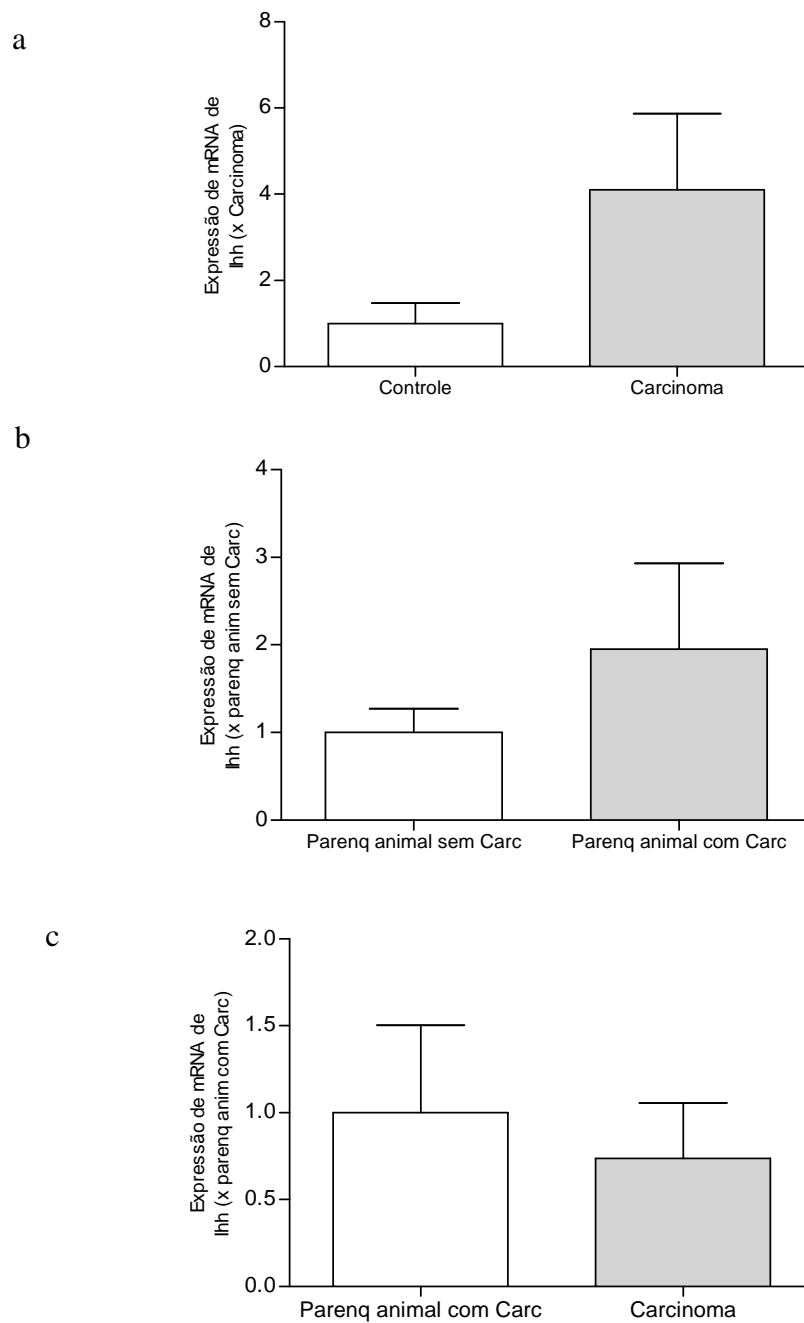 a
Expressão de mRNA de
Ihh (x Carcinoma)
8
6
4
2
0
Controle
Carcinoma
b
Expressão de mRNA de
Ihh (x parenq anim sem Carc)
4
3
2
1
0
Parenq animal sem Carc
Parenq animal com Carc
c
Expressão de mRNA de
Ihh (x parenq anim com Carc)
2.0
1.5
1.0
0.5
0.0
Parenq animal com Carc
Carcinoma